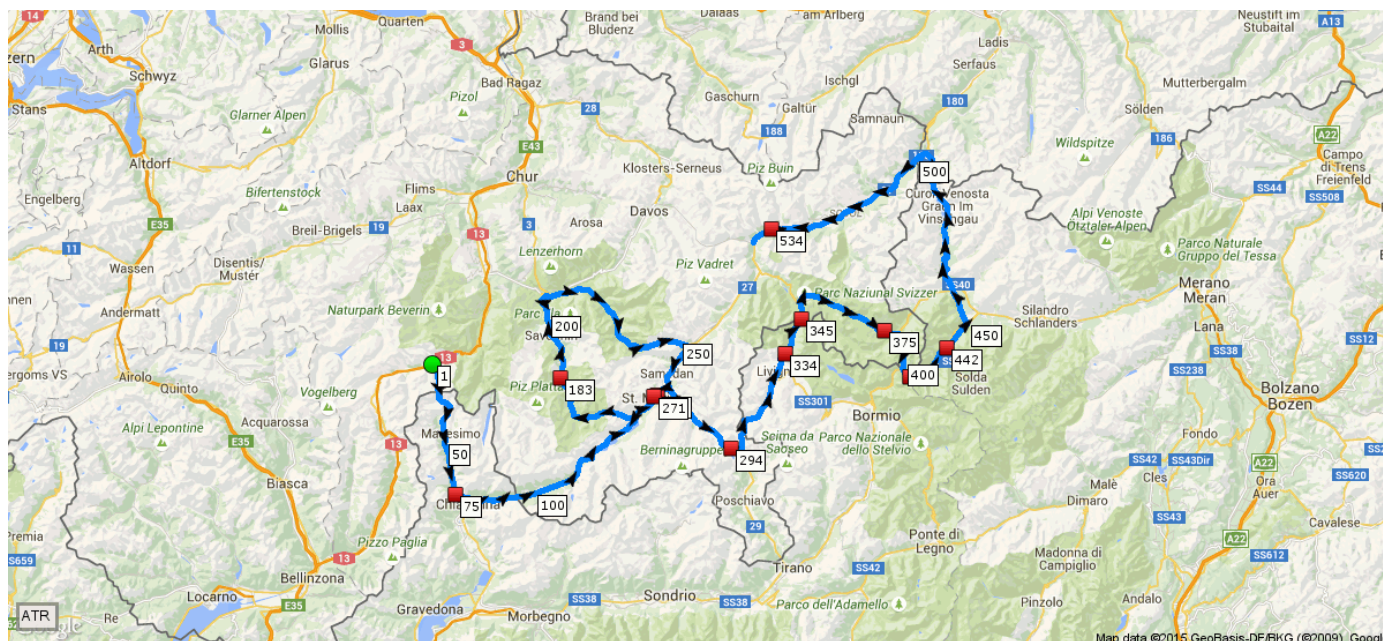 14
Arth
Schwyz
zern
Stans
Altdorf
Engelberg
11
Wassen
Andermatt
19
ergoms VS
Airolo
Quinto
Acquarossa
Vogelberg
Alpi Lepontine
E35
Biasca
Premia
SS659
Locarno
Bellinzona
E35
13
Re
ATR
Quarten
3
Mollis
Glarus
Bad Ragaz
Pizol
Glarner Alpen
Bifertenstock
E43
Chur
Flims
Laax
Breil-Brigels
19
Disentis/
Mustér
13
3
Arosa
Lenzerhorn
Naturpark Beverin
13
1
13
50
75
Pizzo Paglia
Gravedona
Morbegno
Sondrio
SS38
SS38
100
Brand bei
Bludenz
Dalaas
am Arlberg
28
Klosters-Serneus
Davos
Gaschurn
Galtür
Ischgl
188
Piz Buin
Samnaun
Ladis
Serfaus
180
Piz Vadret
27
200
183
Piz Platta
250
271
Berninagruppe
294
Poschiavo
29
Tirano
SS42
Parco dell'Adamello
534
500
Parc Naziunal Svizzer
345
334
375
400
442
450
SS40
SS301
Bormio
Parco Nazionale
dello Stelvio
Solda
Sulden
Silandro
Schlanders
Curon Venosta
Graun Im
Vinschgau
Neustift im
Stubaital
A13
Mutterbergalm
Sölden
186
Wildspitze
A22
Campo
di Trens
Freienfeld
SS44
SS508
Alpi Venoste
Ötztaler-Alpen
Parco Naturale
Gruppo del Tessa
Merano
Meran
Lana
SS38
SS12
SS238
Bolzano
Bozen
Fondo
SS42
SS43Dir
Malè
Cles
SS43
Dimaro
A22
Ora
Auer
SS620
Cavalese
SS612
A22
Ponte di
Legno
Madonna di
Campiglio
Pinzolo
Andalo
Map data ©2015 GeoBasis-DE/BKG (©2009), Goog